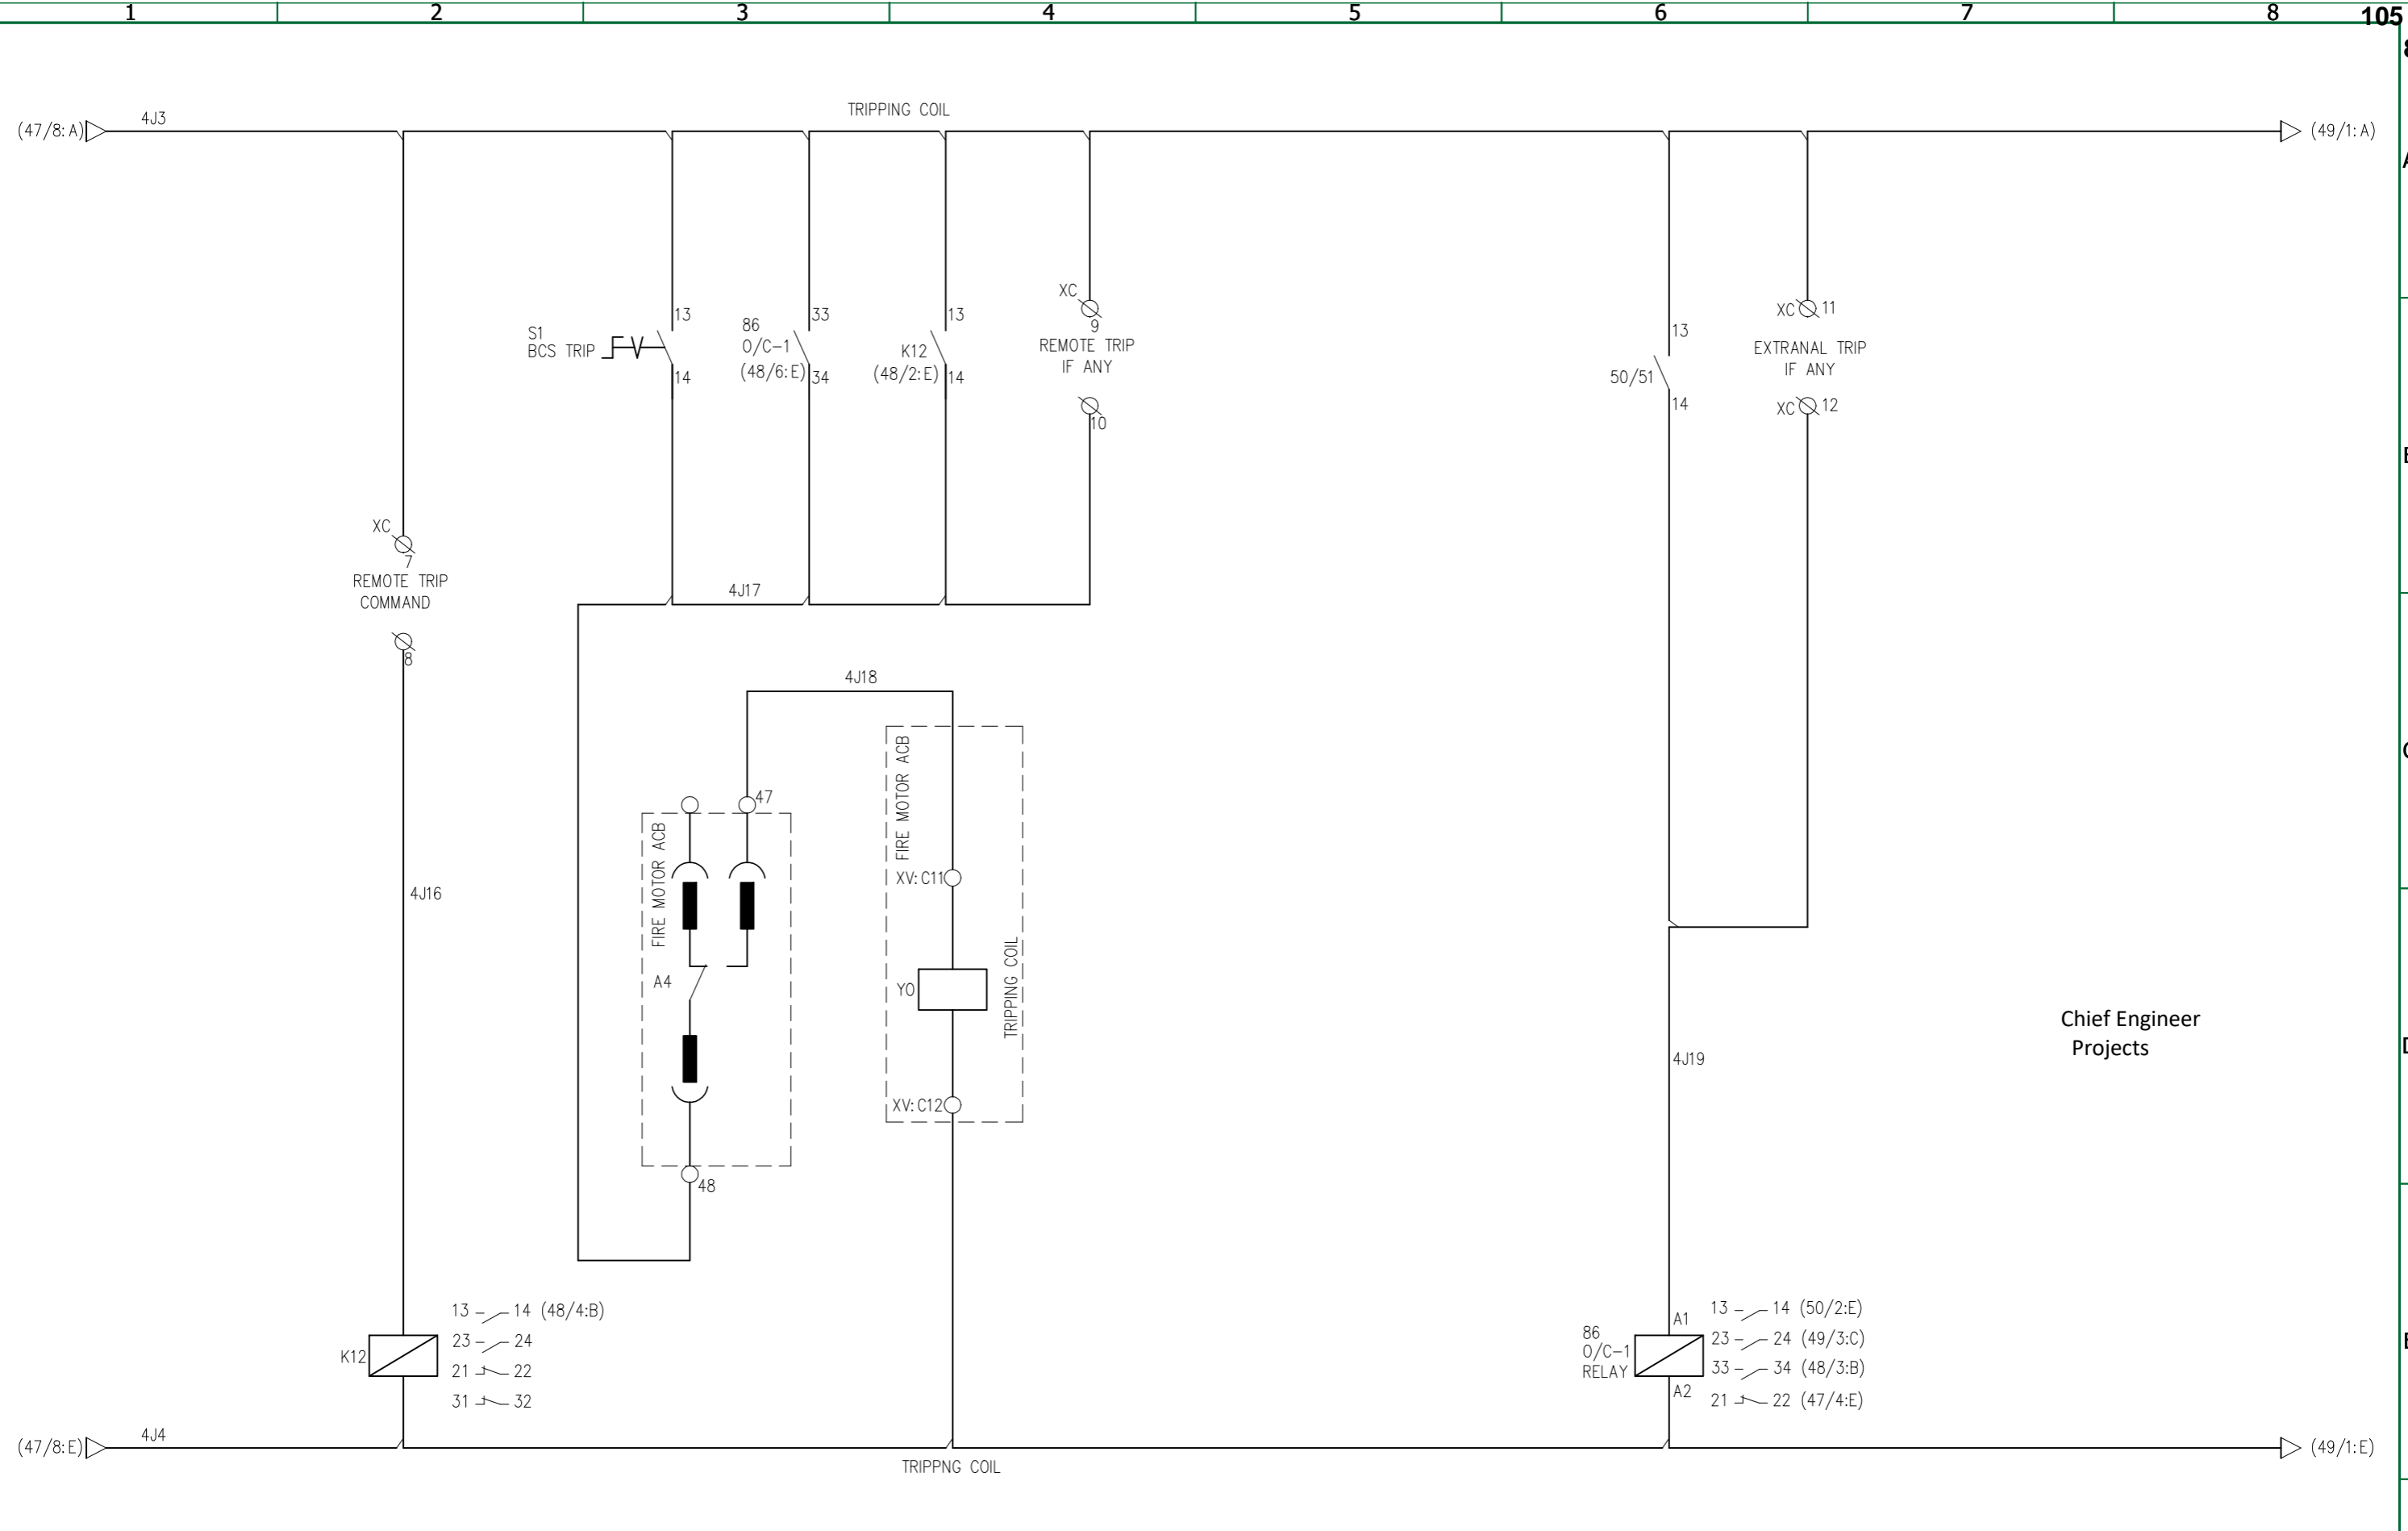 1 2 3 4 5 6 7 8 105
TRIPPING COIL
(47/8:A) 4J3 (49/1:A)
A
S1
BCS TRIP
13
14
86
O/C-1
(48/6:E)
33
34
K12
(48/2:E)
13
14
XC
9
REMOTE TRIP
IF ANY
10
50/51
13
14
XC 11
EXTRANAL TRIP
IF ANY
XC 12
XC
7
REMOTE TRIP
COMMAND
8
4J17
4J18
47
FIRE MOTOR ACB
A4
48
FIRE MOTOR ACB
XV:C11
Y0
TRIPPING COIL
XV:C12
4J16
4J19
Chief Engineer
Projects
K12
13 14 (48/4:B)
23 24
21 22
31 32
86
O/C-1
RELAY
A1
A2
13 14 (50/2:E)
23 24 (49/3:C)
33 34 (48/3:B)
21 22 (47/4:E)
(47/8:E) 4J4 (49/1:E)
TRIPPNG COIL